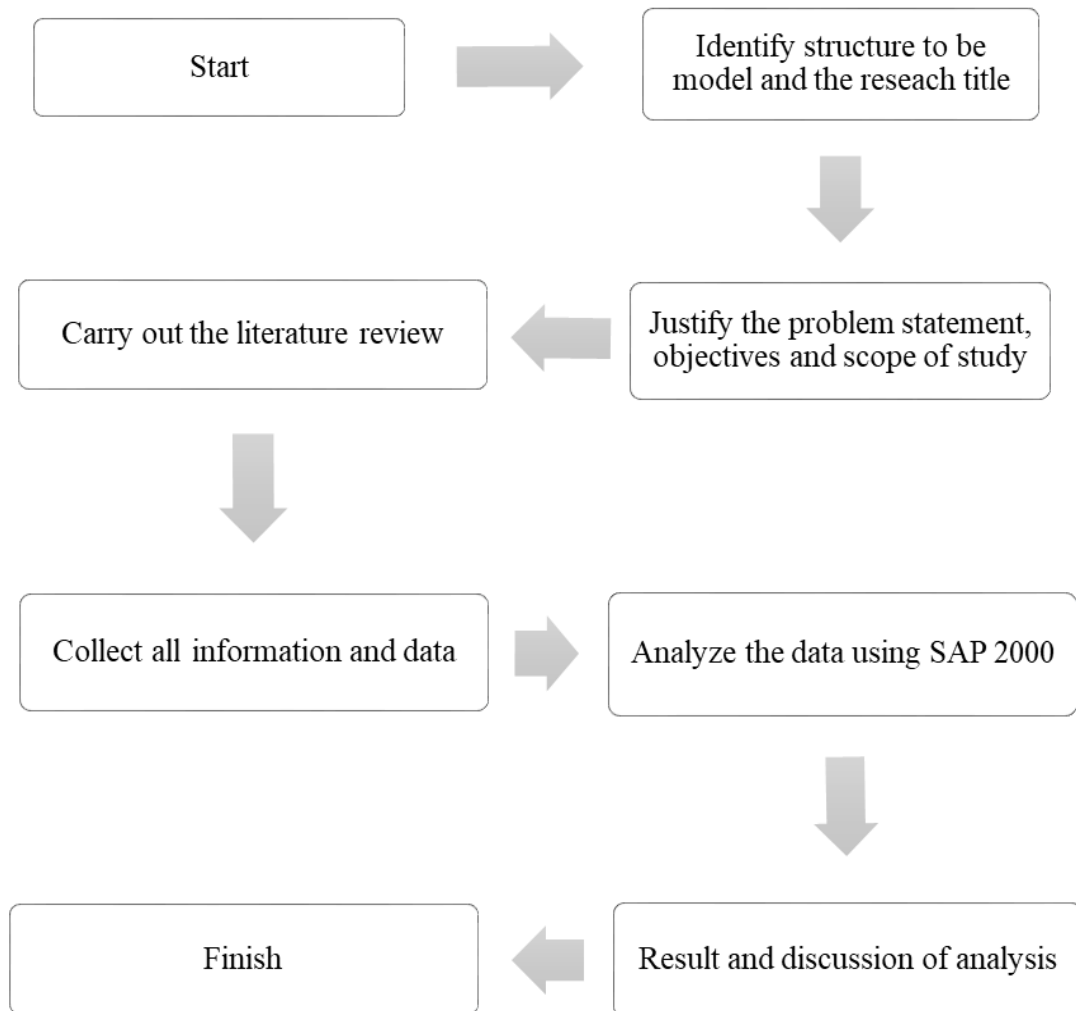 Start
Identify structure to be
model and the reseach title
Justify the problem statement,
objectives and scope of study
Carry out the literature review
Collect all information and data
Analyze the data using SAP 2000
Result and discussion of analysis
Finish